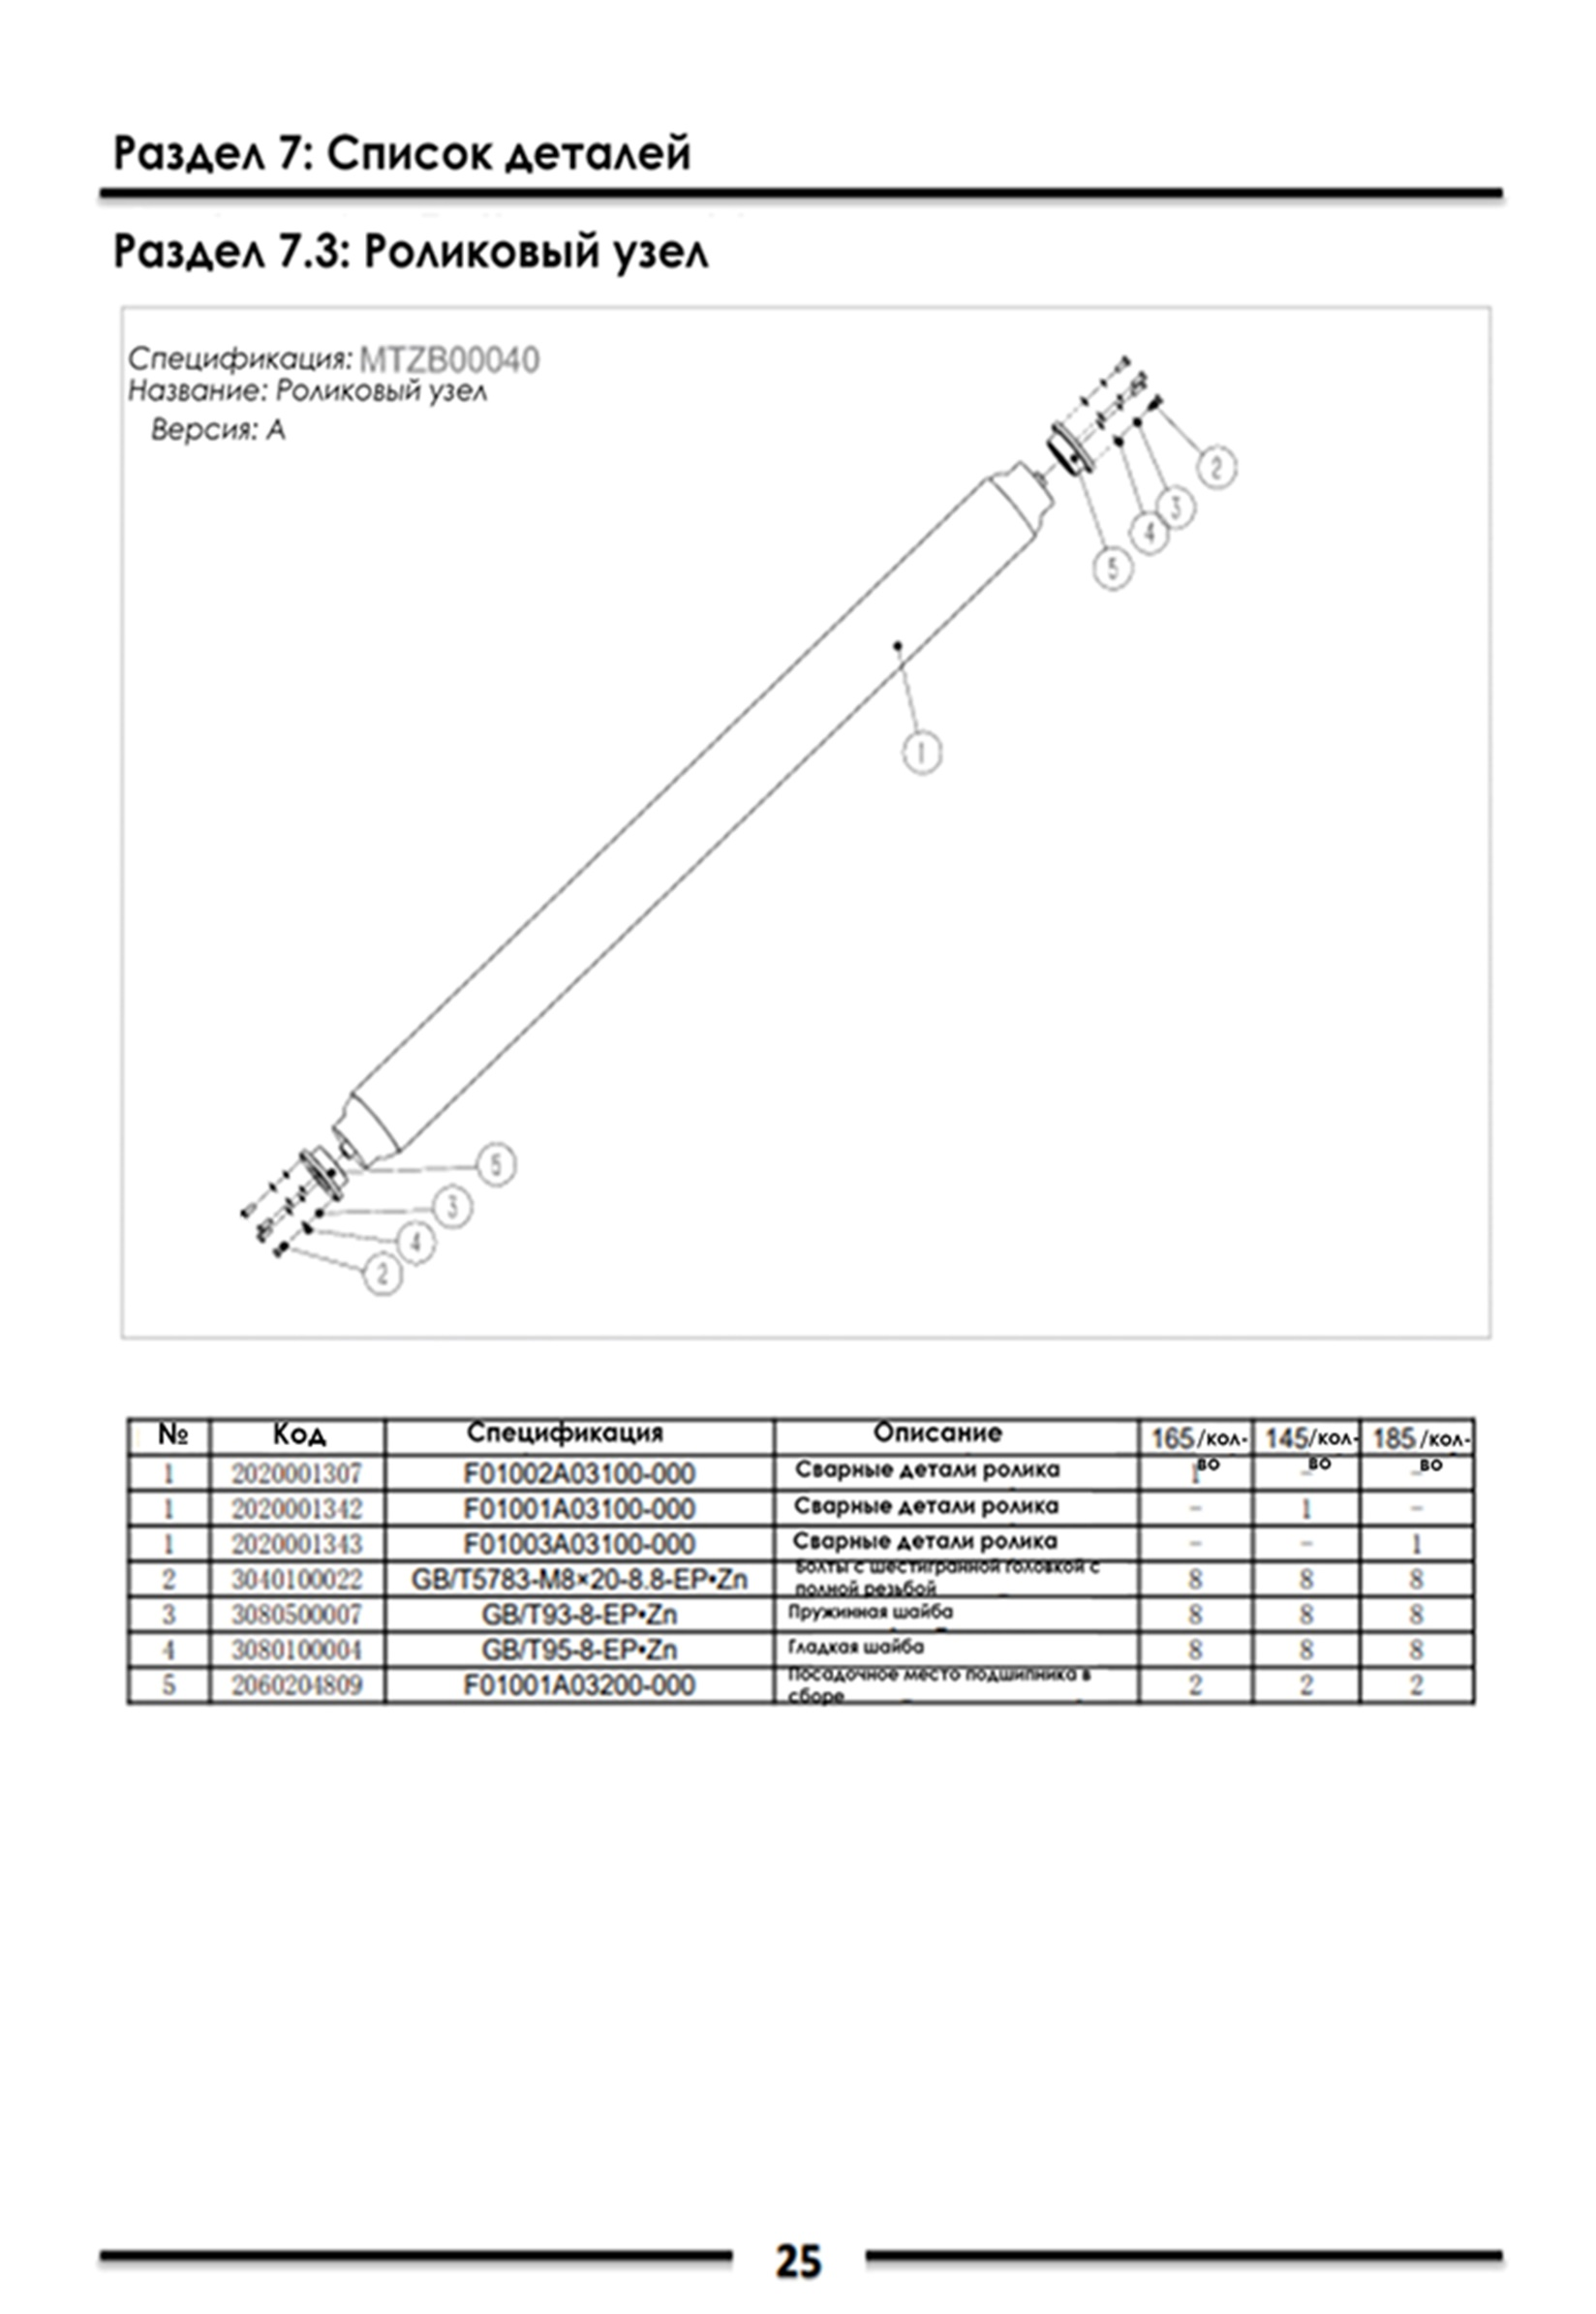 Раздел 7: Список деталей
Раздел 7.3: Роликовый узел
Спецификация: MTZB00040
Название: Роликовый узел
Версия: А
2
3
4
5
1
5
3
4
2
№ Код Спецификация Описание 165/кол-во 145/кол-во 185/кол-во
1 2020001307 F01002A03100-000 Сварные детали ролика 1 - -
1 2020001342 F01001A03100-000 Сварные детали ролика - 1 -
1 2020001343 F01003A03100-000 Сварные детали ролика - - 1
2 3040100022 GB/T5783-M8×20-8.8-EP•Zn Болты с шестигранной головкой с полной резьбой 8 8 8
3 3080500007 GB/T93-8-EP•Zn Пружинная шайба 8 8 8
4 3080100004 GB/T95-8-EP•Zn Гладкая шайба 8 8 8
5 2060204809 F01001A03200-000 Посадочное место подшипника в сборе 2 2 2
25